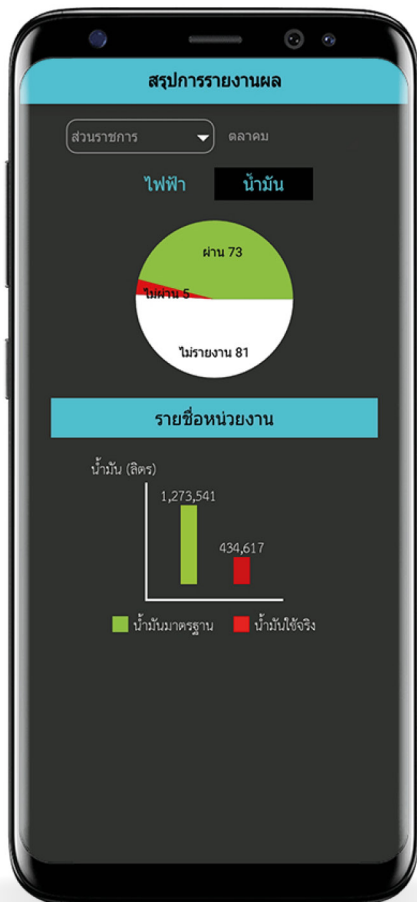 สรุปการรายงานผล
ส่วนราชการ ตุลาคม
ไฟฟ้า น้ำมัน
ผ่าน 73
ไม่ผ่าน 5
ไม่รายงาน 81
รายชื่อหน่วยงาน
น้ำมัน (ลิตร)
1,273,541
434,617
น้ำมันมาตรฐาน น้ำมันใช้จริง